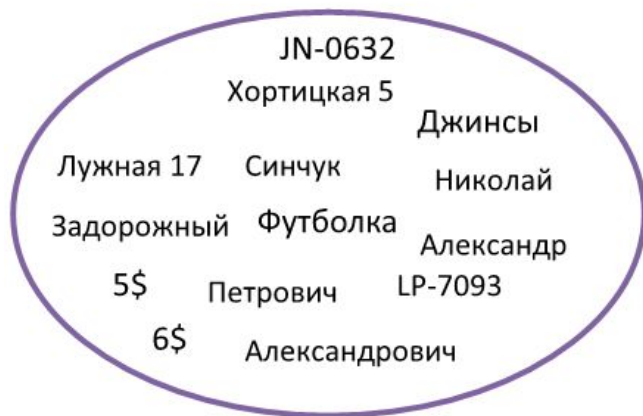 JN-0632
Хортицкая 5
Джинсы
Лужная 17 Синчук
Николай
Задорожный Футболка
Александр
5$ Петрович LP-7093
6$ Александрович